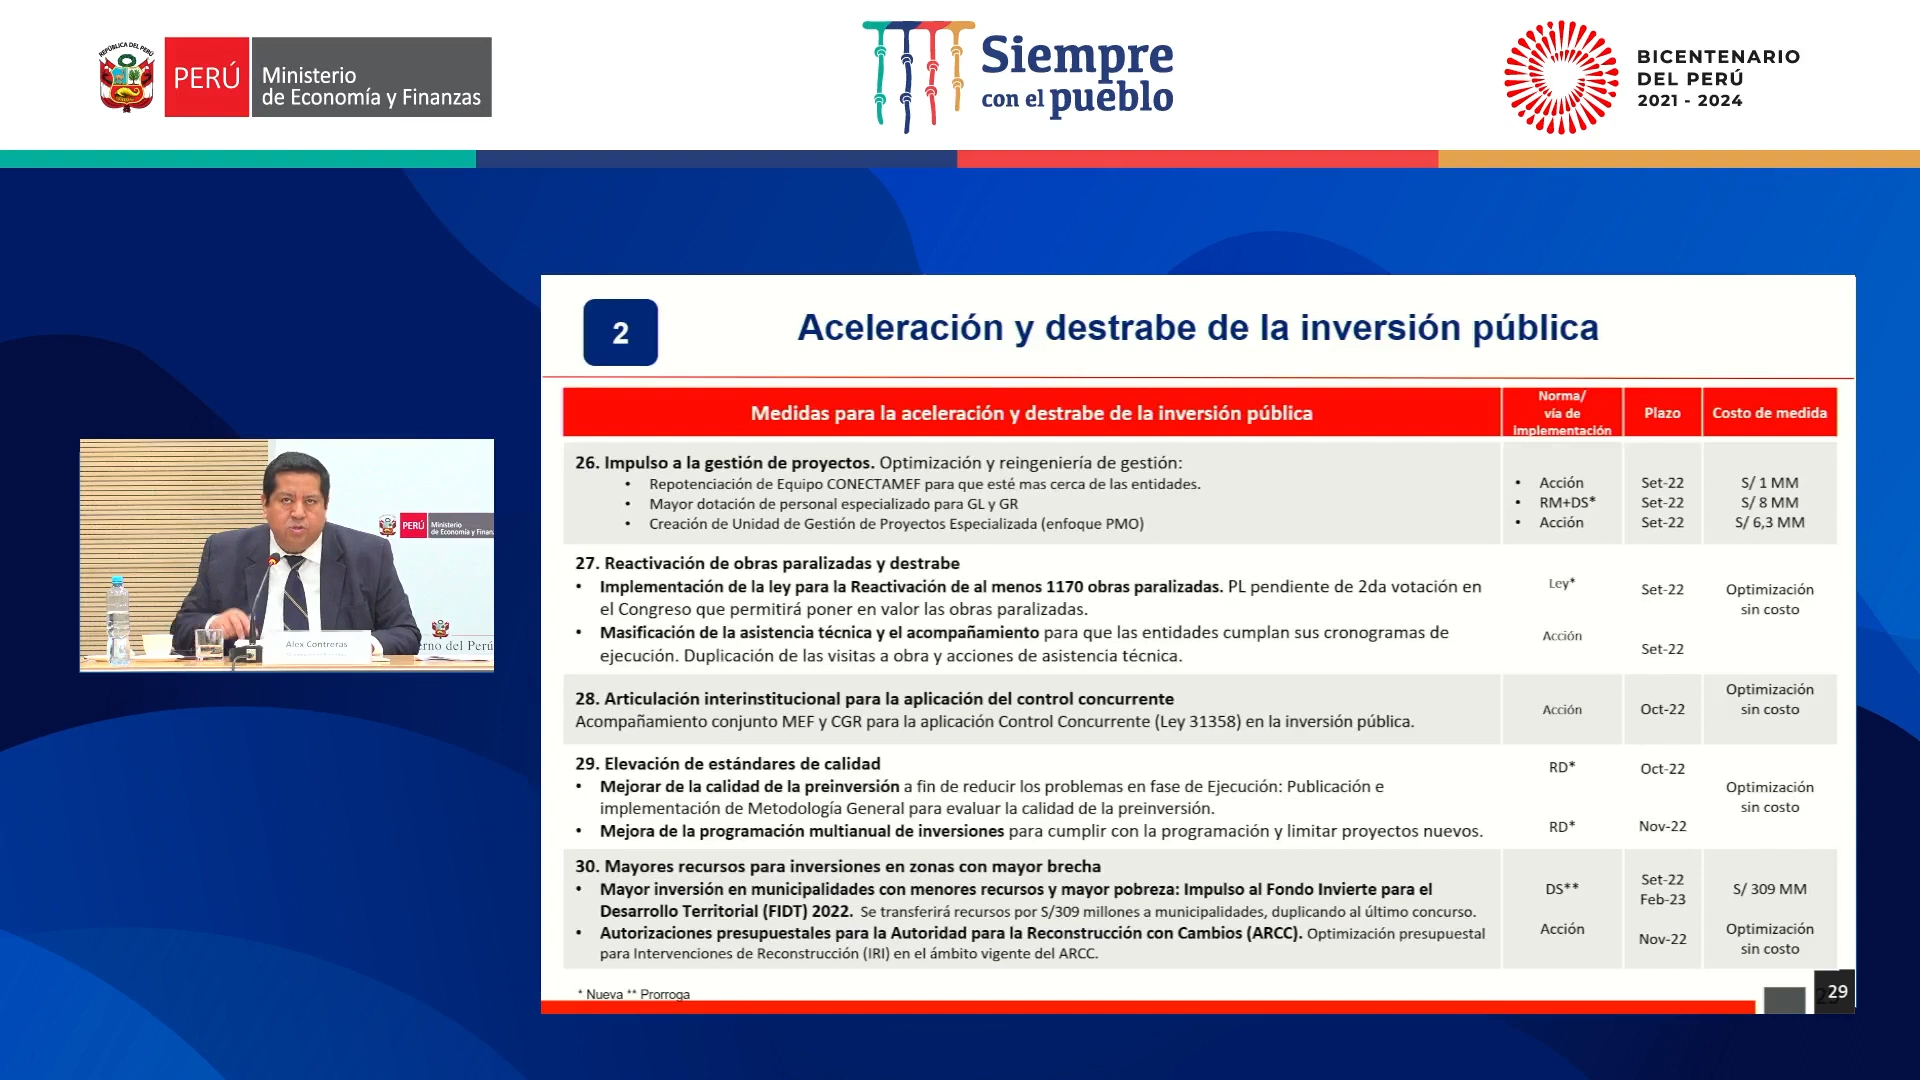 REPÚBLICA DEL PERÚ
PERÚ
Ministerio
de Economía y Finanzas
Siempre
con el pueblo
BICENTENARIO
DEL PERÚ
2021 - 2024
PERÚ
Ministerio
de Economía y Finanz
Alex Contreras
erno del Perú
2
Aceleración y destrabe de la inversión pública
Medidas para la aceleración y destrabe de la inversión pública
Norma/
vía de
implementación
Plazo
Costo de medida
26. Impulso a la gestión de proyectos. Optimización y reingeniería de gestión:
• Repotenciación de Equipo CONECTAMEF para que esté mas cerca de las entidades.
• Acción
Set-22
S/ 1 MM
• Mayor dotación de personal especializado para GL y GR
• RM+DS*
Set-22
S/ 8 MM
• Creación de Unidad de Gestión de Proyectos Especializada (enfoque PMO)
• Acción
Set-22
S/ 6,3 MM
27. Reactivación de obras paralizadas y destrabe
• Implementación de la ley para la Reactivación de al menos 1170 obras paralizadas. PL pendiente de 2da votación en
el Congreso que permitirá poner en valor las obras paralizadas.
Ley*
Set-22
Optimización
sin costo
• Masificación de la asistencia técnica y el acompañamiento para que las entidades cumplan sus cronogramas de
ejecución. Duplicación de las visitas a obra y acciones de asistencia técnica.
Acción
Set-22
28. Articulación interinstitucional para la aplicación del control concurrente
Acompañamiento conjunto MEF y CGR para la aplicación Control Concurrente (Ley 31358) en la inversión pública.
Acción
Oct-22
Optimización
sin costo
29. Elevación de estándares de calidad
• Mejorar de la calidad de la preinversión a fin de reducir los problemas en fase de Ejecución: Publicación e
implementación de Metodología General para evaluar la calidad de la preinversión.
RD*
Oct-22
Optimización
sin costo
• Mejora de la programación multianual de inversiones para cumplir con la programación y limitar proyectos nuevos.
RD*
Nov-22
30. Mayores recursos para inversiones en zonas con mayor brecha
• Mayor inversión en municipalidades con menores recursos y mayor pobreza: Impulso al Fondo Invierte para el
Desarrollo Territorial (FIDT) 2022. Se transferirá recursos por S/309 millones a municipalidades, duplicando al último concurso.
DS**
Set-22
Feb-23
S/ 309 MM
• Autorizaciones presupuestales para la Autoridad para la Reconstrucción con Cambios (ARCC). Optimización presupuestal
para Intervenciones de Reconstrucción (IRI) en el ámbito vigente del ARCC.
Acción
Nov-22
Optimización
sin costo
* Nueva ** Prorroga
29